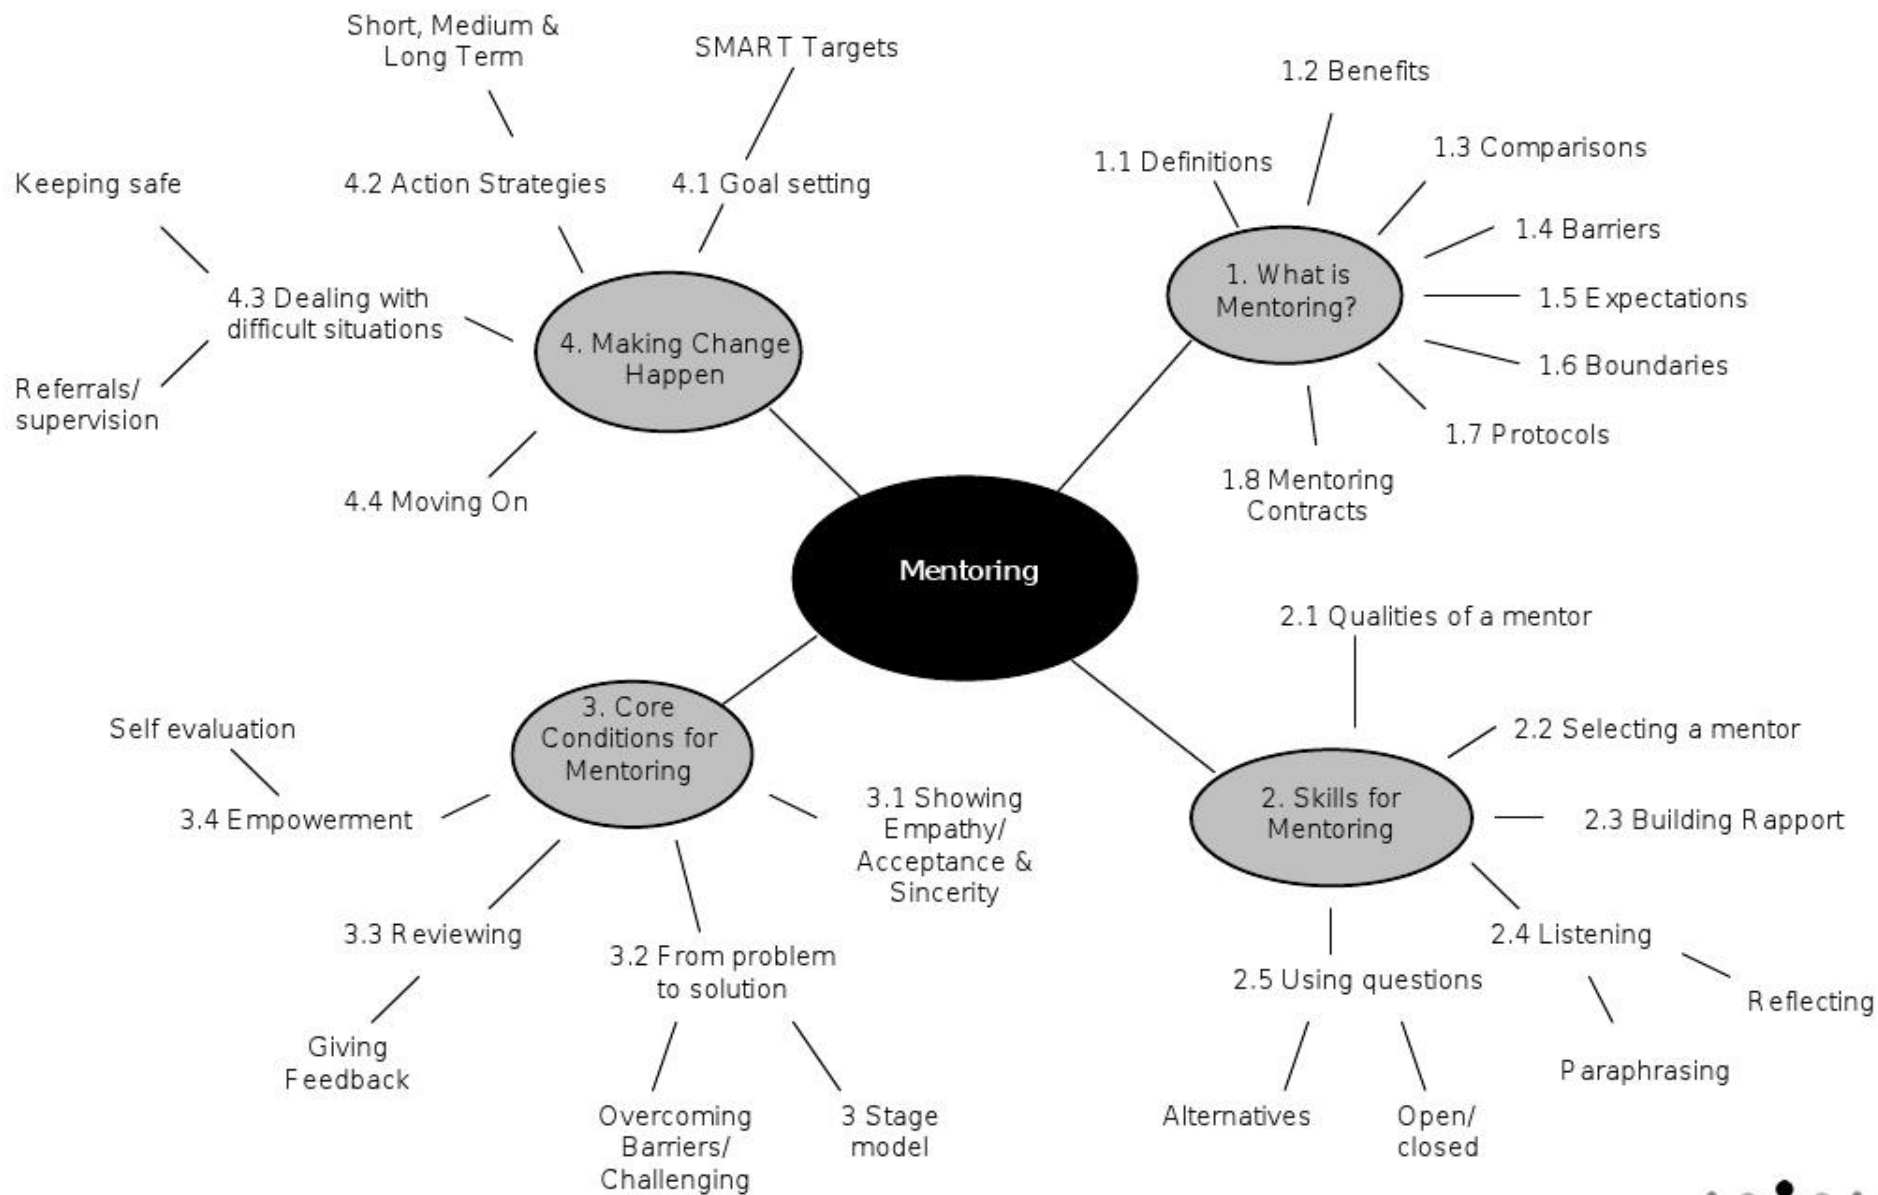 Mentoring
1. What is
Mentoring?
1.1 Definitions
1.2 Benefits
1.3 Comparisons
1.4 Barriers
1.5 Expectations
1.6 Boundaries
1.7 Protocols
1.8 Mentoring
Contracts
2. Skills for
Mentoring
2.1 Qualities of a mentor
2.2 Selecting a mentor
2.3 Building Rapport
2.4 Listening
Reflecting
Paraphrasing
2.5 Using questions
Open/
closed
Alternatives
3. Core
Conditions for
Mentoring
3.1 Showing
Empathy/
Acceptance &
Sincerity
3.2 From problem
to solution
3 Stage
model
Overcoming
Barriers/
Challenging
3.3 Reviewing
Giving
Feedback
3.4 Empowerment
Self evaluation
4. Making Change
Happen
4.1 Goal setting
SMART Targets
4.2 Action Strategies
Short, Medium &
Long Term
4.3 Dealing with
difficult situations
Keeping safe
Referrals/
supervision
4.4 Moving On